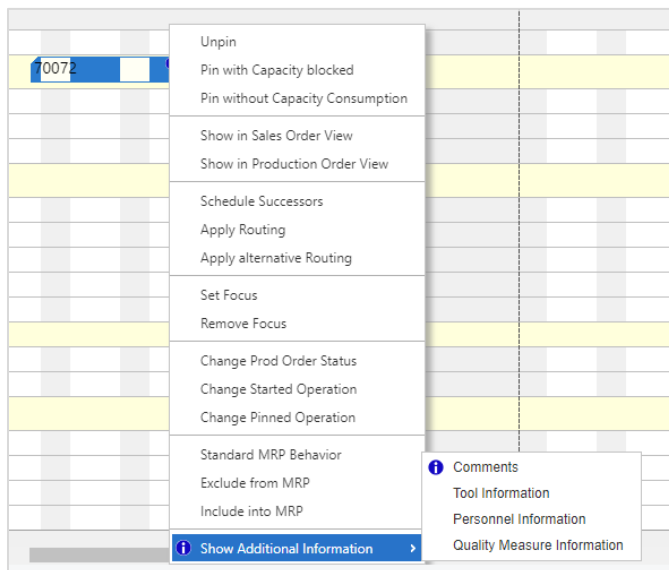 70072
Unpin
Pin with Capacity blocked
Pin without Capacity Consumption
Show in Sales Order View
Show in Production Order View
Schedule Successors
Apply Routing
Apply alternative Routing
Set Focus
Remove Focus
Change Prod Order Status
Change Started Operation
Change Pinned Operation
Standard MRP Behavior
Exclude from MRP
Include into MRP
Show Additional Information
Comments
Tool Information
Personnel Information
Quality Measure Information